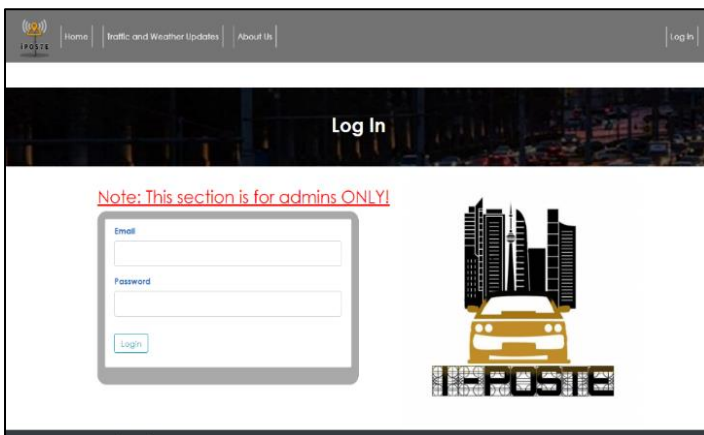 iPOSTE
Home
Traffic and Weather Updates
About Us
Log In
Log In
Note: This section is for admins ONLY!
Email
Password
Login
I-POSTE